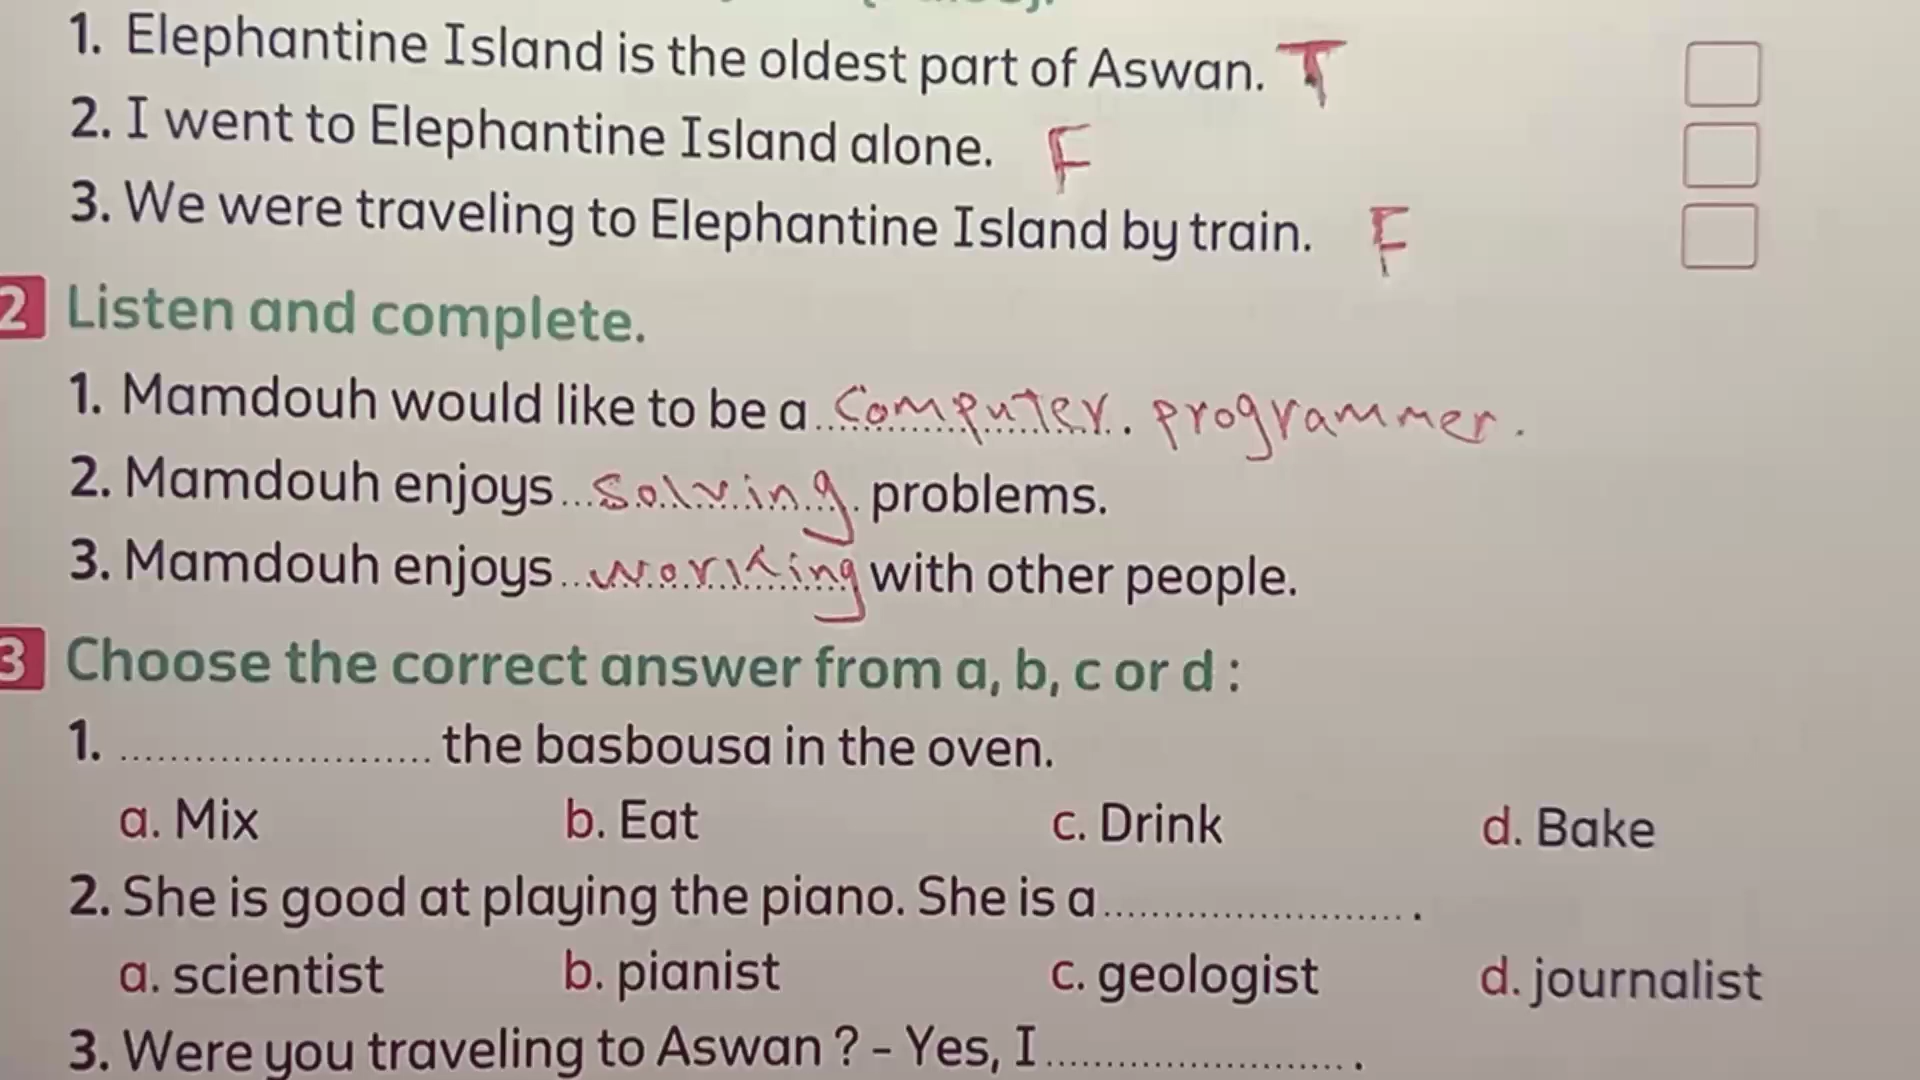 1. Elephantine Island is the oldest part of Aswan. T
2. I went to Elephantine Island alone. F
3. We were traveling to Elephantine Island by train. F
2 Listen and complete.
1. Mamdouh would like to be a computer. programmer.
2. Mamdouh enjoys...solving. problems.
3. Mamdouh enjoys...working with other people.
3 Choose the correct answer from a, b, c or d :
1. ........................ the basbousa in the oven.
a. Mix b. Eat c. Drink d. Bake
2. She is good at playing the piano. She is a........................ .
a. scientist b. pianist c. geologist d. journalist
3. Were you traveling to Aswan ? - Yes, I........................ .